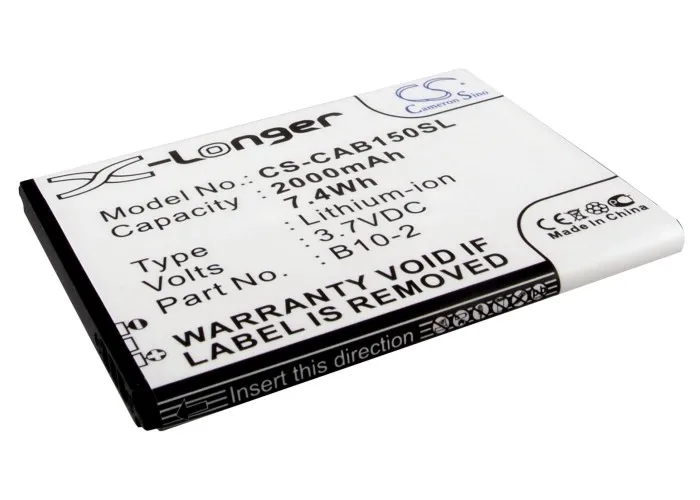 X-Longer
CS
Cameron Sino
Model No.: CS-CAB150SL
Capacity: 2000mAh
7.4Wh
Type : Lithium-ion
Volts : 3.7VDC
Part No.: B10-2
WARRANTY VOID IF
LABEL IS REMOVED!
CE
Made in China
Insert this direction